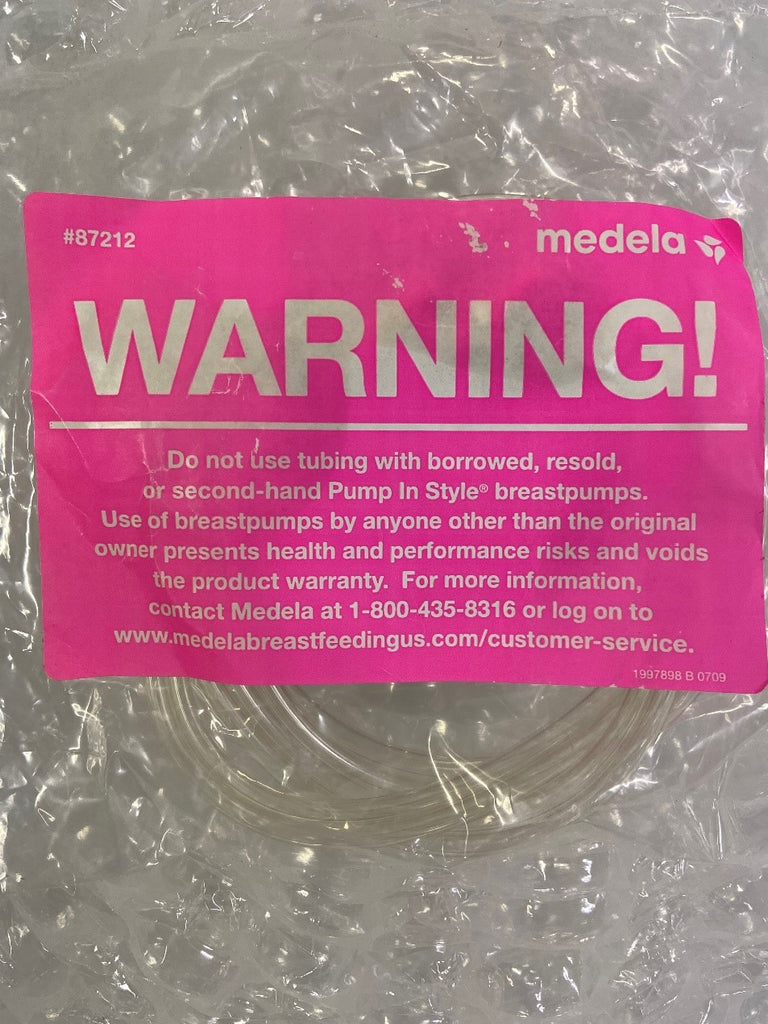 #87212
medela
WARNING!
Do not use tubing with borrowed, resold,
or second-hand Pump In Style® breastpumps.
Use of breastpumps by anyone other than the original
owner presents health and performance risks and voids
the product warranty.  For more information,
contact Medela at 1-800-435-8316 or log on to
www.medelabreastfeedingus.com/customer-service.
1997898 B 0709